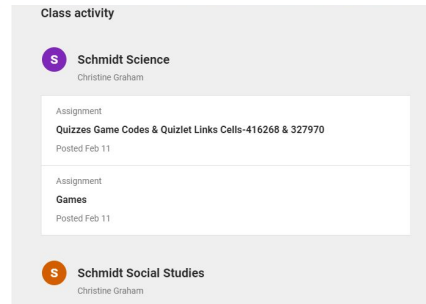 Class activity
S
Schmidt Science
Christine Graham
Assignment
Quizzes Game Codes & Quizlet Links Cells-416268 & 327970
Posted Feb 11
Assignment
Games
Posted Feb 11
S
Schmidt Social Studies
Christine Graham